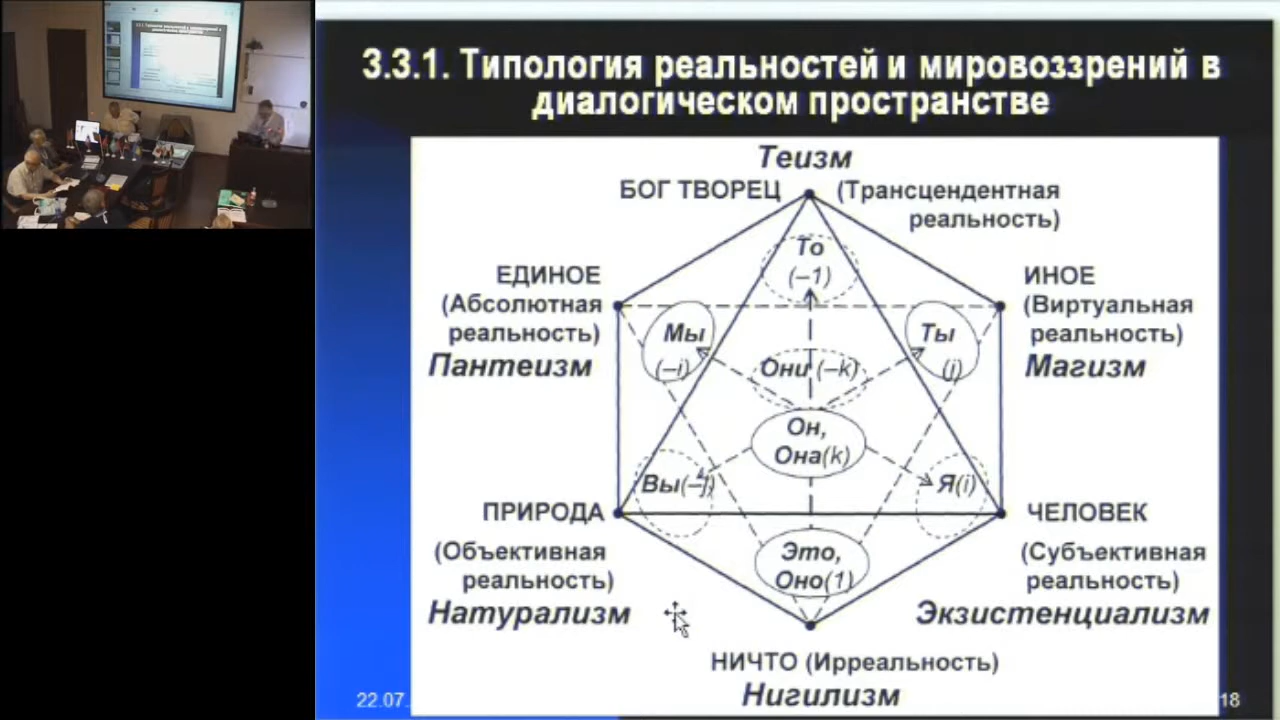 3.3.1. Типология реальностей и мировоззрений в
диалогическом пространстве
Теизм
БОГ ТВОРЕЦ
(Трансцендентная
реальность)
ЕДИНОЕ
(Абсолютная
реальность)
Пантеизм
ИНОЕ
(Виртуальная
реальность)
Магизм
То
(–1)
Мы
(–i)
Ты
(j)
Они (–k)
Он,
Она(k)
Вы(–j)
Я(i)
Это,
Оно(1)
ПРИРОДА
(Объективная
реальность)
Натурализм
ЧЕЛОВЕК
(Субъективная
реальность)
Экзистенциализм
НИЧТО (Ирреальность)
Нигилизм
22.07.
18